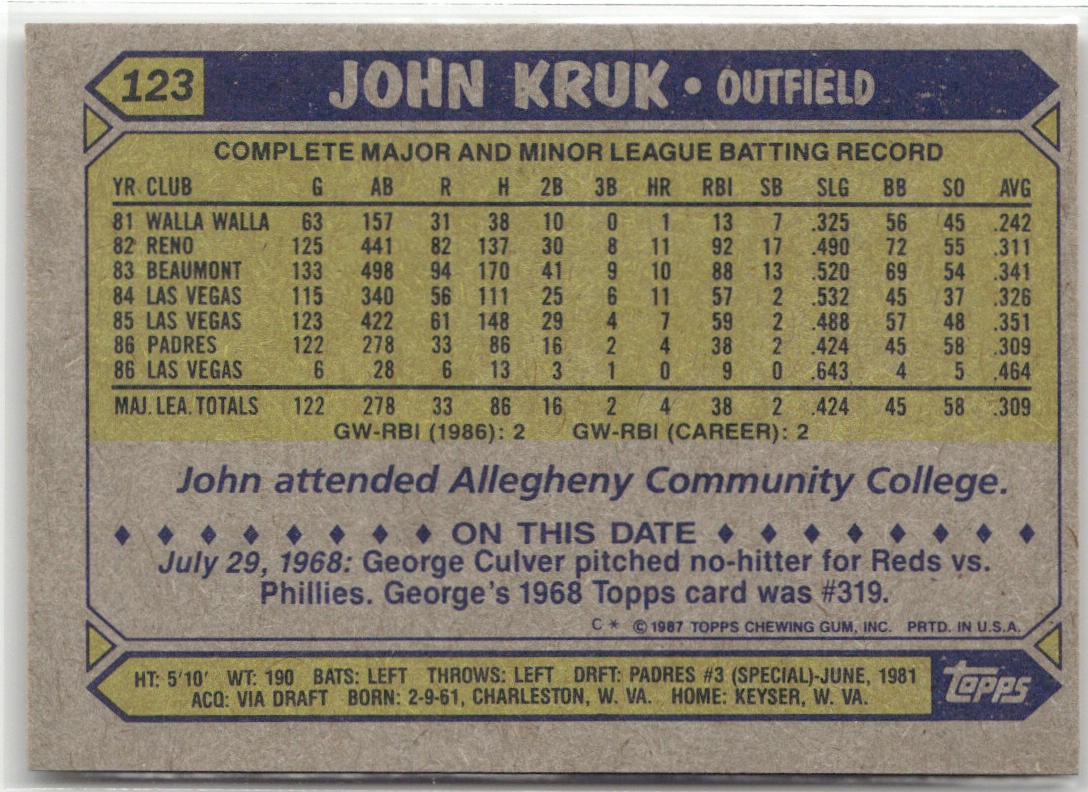 123 JOHN KRUK • OUTFIELD
COMPLETE MAJOR AND MINOR LEAGUE BATTING RECORD
YR CLUB G AB R H 2B 3B HR RBI SB SLG BB SO AVG
81 WALLA WALLA 63 157 31 38 10 0 1 13 7 .325 56 45 .242
82 RENO 125 441 82 137 30 8 11 92 17 .490 72 55 .311
83 BEAUMONT 133 498 94 170 41 9 10 88 13 .520 69 54 .341
84 LAS VEGAS 115 340 56 111 25 6 11 57 2 .532 45 37 .326
85 LAS VEGAS 123 422 61 148 29 4 7 59 2 .488 57 48 .351
86 PADRES 122 278 33 86 16 2 4 38 2 .424 45 58 .309
86 LAS VEGAS 6 28 6 13 3 1 0 9 0 .643 4 5 .464
MAJ. LEA. TOTALS 122 278 33 86 16 2 4 38 2 .424 45 58 .309
GW-RBI (1986): 2 GW-RBI (CAREER): 2
John attended Allegheny Community College.
♦ ♦ ♦ ♦ ♦ ♦ ♦ ♦ ON THIS DATE ♦ ♦ ♦ ♦ ♦ ♦ ♦ ♦
July 29, 1968: George Culver pitched no-hitter for Reds vs.
Phillies. George's 1968 Topps card was #319.
C * © 1987 TOPPS CHEWING GUM, INC. PRTD. IN U.S.A.
HT: 5'10' WT: 190 BATS: LEFT THROWS: LEFT DRFT: PADRES #3 (SPECIAL)-JUNE, 1981
ACQ: VIA DRAFT BORN: 2-9-61, CHARLESTON, W. VA. HOME: KEYSER, W. VA.
topps